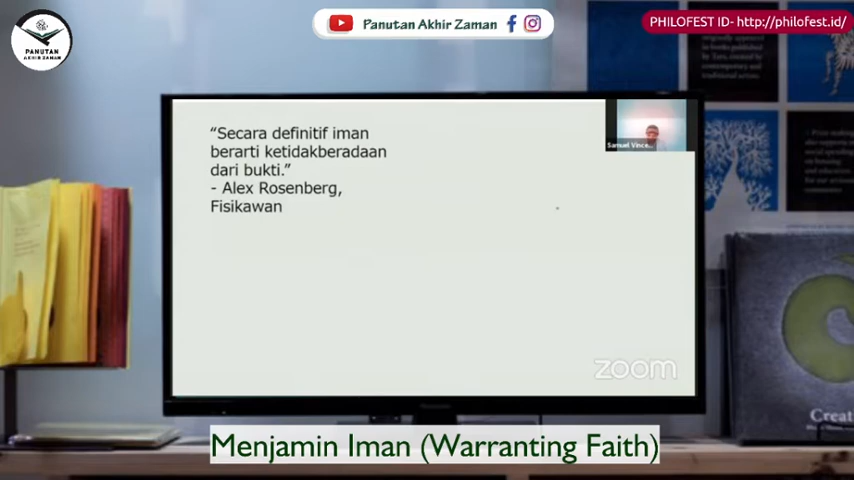 PANUTAN
AKHIR ZAMAN
Panutan Akhir Zaman
PHILOFEST ID- http://philofest.id/
“Secara definitif iman
berarti ketidakberadaan
dari bukti.”
- Alex Rosenberg,
Fisikawan
Samuel Vince...
zoom
Creat
Menjamin Iman (Warranting Faith)